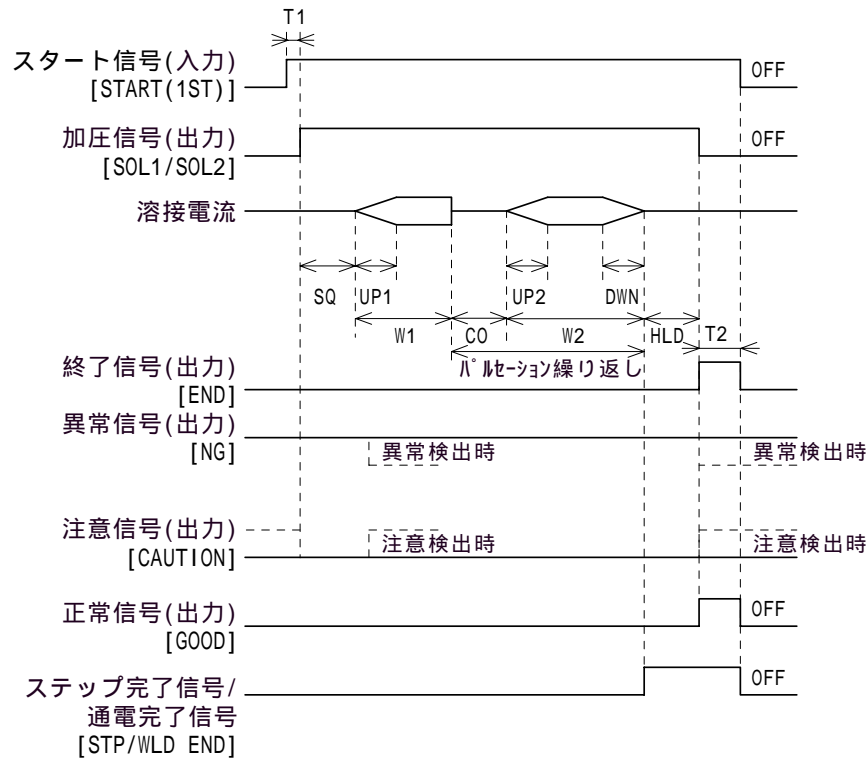 T1
スタート信号(入力)
[START(1ST)]
OFF
加圧信号(出力)
[SOL1/SOL2]
OFF
溶接電流
SQ UP1 UP2 DWN
W1 CO W2 HLD T2
パルセーション繰り返し
終了信号(出力)
[END]
異常信号(出力)
[NG]
異常検出時 異常検出時
注意信号(出力)
[CAUTION]
注意検出時 注意検出時
正常信号(出力)
[GOOD]
OFF
ステップ完了信号/
通電完了信号
[STP/WLD END]
OFF